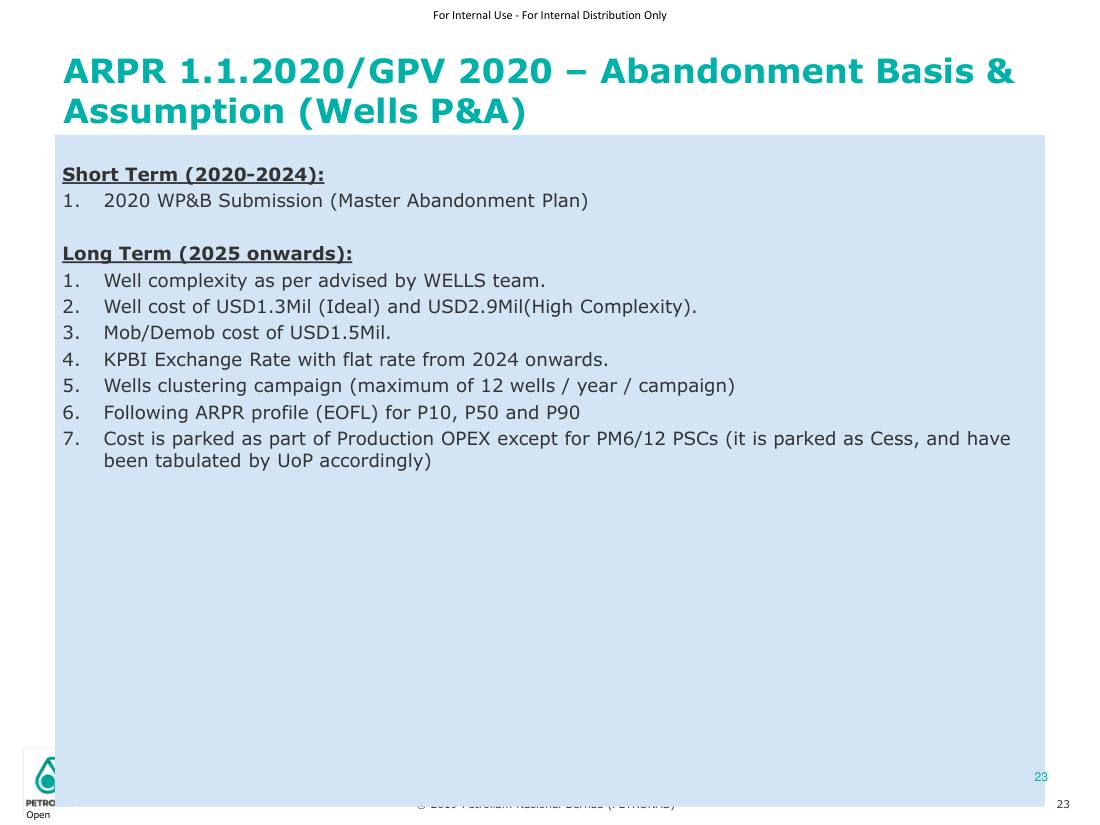 For Internal Use - For Internal Distribution Only
ARPR 1.1.2020/GPV 2020 – Abandonment Basis &
Assumption (Wells P&A)
Short Term (2020-2024):
1. 2020 WP&B Submission (Master Abandonment Plan)
Long Term (2025 onwards):
1. Well complexity as per advised by WELLS team.
2. Well cost of USD1.3Mil (Ideal) and USD2.9Mil(High Complexity).
3. Mob/Demob cost of USD1.5Mil.
4. KPBI Exchange Rate with flat rate from 2024 onwards.
5. Wells clustering campaign (maximum of 12 wells / year / campaign)
6. Following ARPR profile (EOFL) for P10, P50 and P90
7. Cost is parked as part of Production OPEX except for PM6/12 PSCs (it is parked as Cess, and have
been tabulated by UoP accordingly)
23
PETRO
© 2019 Petroliam Nasional Berhad (PETRONAS)
23
Open